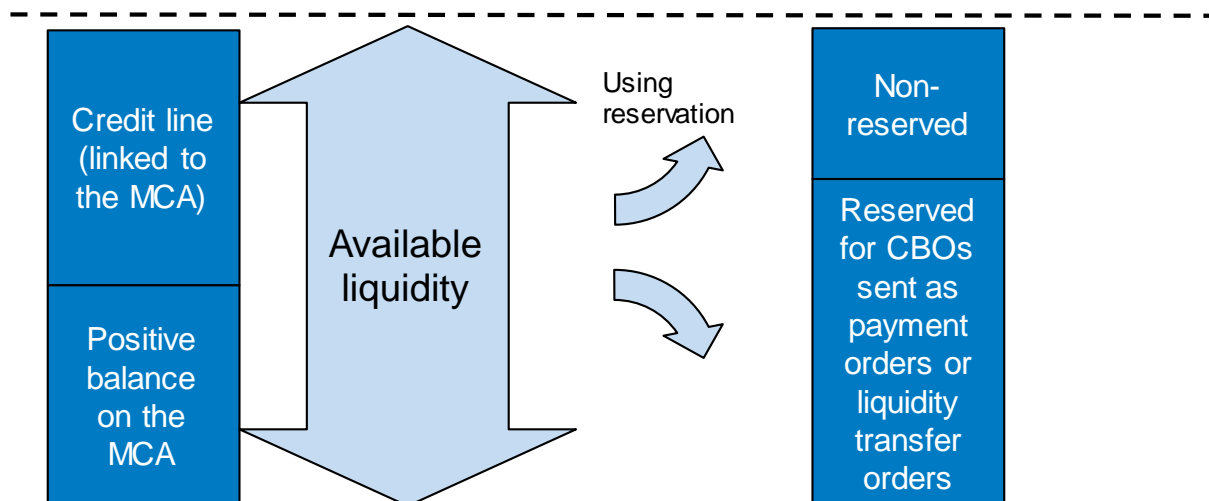 Credit line
(linked to
the MCA)
Positive
balance
on the
MCA
Available
liquidity
Using
reservation
Non-
reserved
Reserved
for CBOs
sent as
payment
orders or
liquidity
transfer
orders